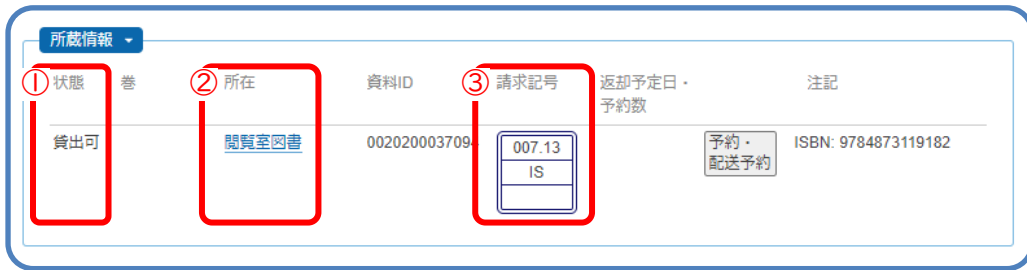 所蔵情報
① 状態 巻 ② 所在 資料ID ③ 請求記号 返却予定日・ 注記
予約数
貸出可 閲覧室図書 002020003709 007.13 予約・ ISBN: 9784873119182
IS 配送予約